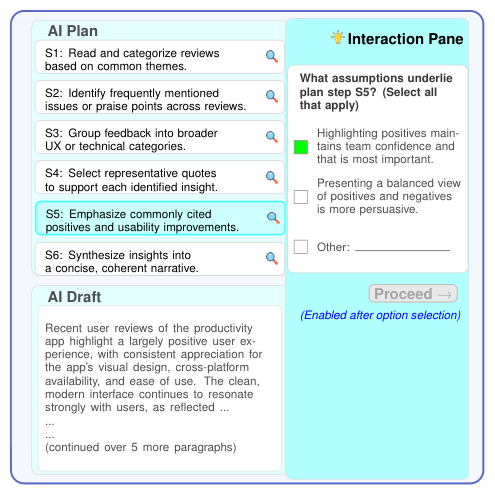 AI Plan
S1: Read and categorize reviews
based on common themes.
S2: Identify frequently mentioned
issues or praise points across reviews.
S3: Group feedback into broader
UX or technical categories.
S4: Select representative quotes
to support each identified insight.
S5: Emphasize commonly cited
positives and usability improvements.
S6: Synthesize insights into
a concise, coherent narrative.
AI Draft
Recent user reviews of the productivity
app highlight a largely positive user ex-
perience, with consistent appreciation for
the app's visual design, cross-platform
availability, and ease of use. The clean,
modern interface continues to resonate
strongly with users, as reflected ...
...
...
(continued over 5 more paragraphs)
Interaction Pane
What assumptions underlie
plan step S5? (Select all
that apply)
Highlighting positives main-
tains team confidence and
that is most important.
Presenting a balanced view
of positives and negatives
is more persuasive.
Other: ______________
Proceed →
(Enabled after option selection)